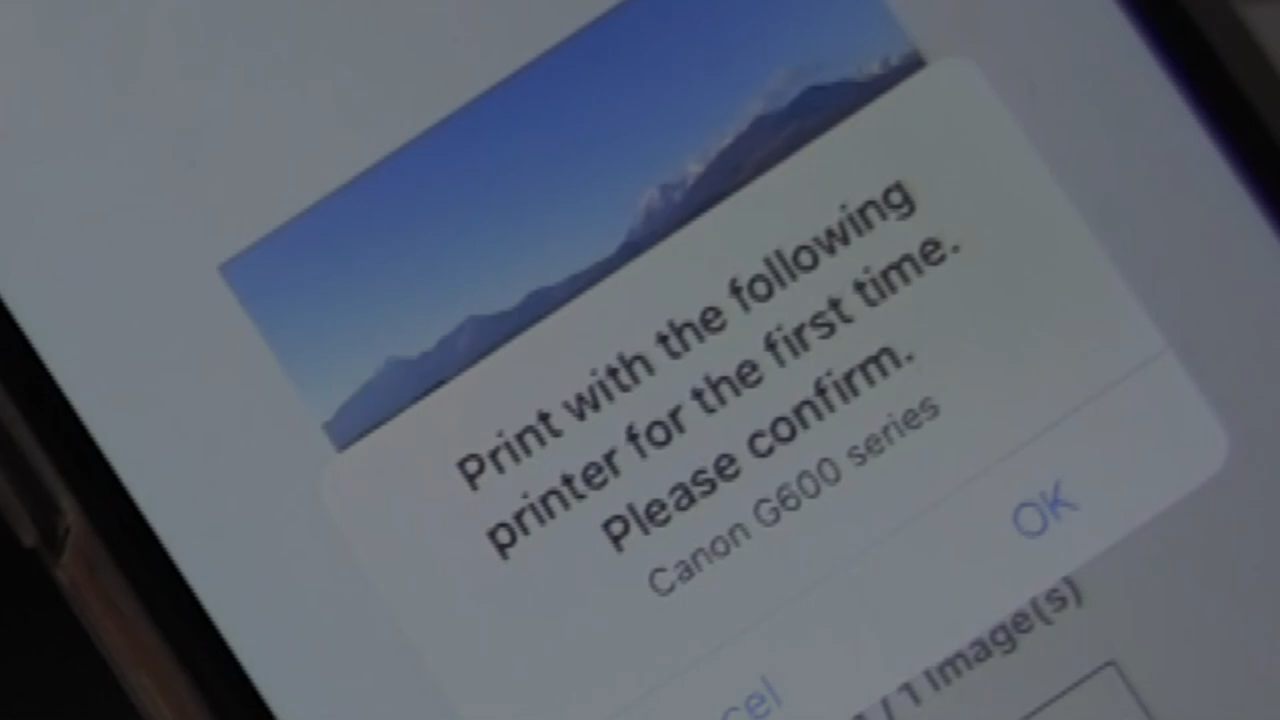 Print with the following
printer for the first time.
Please confirm.
Canon G600 series
OK
1 Image(s)